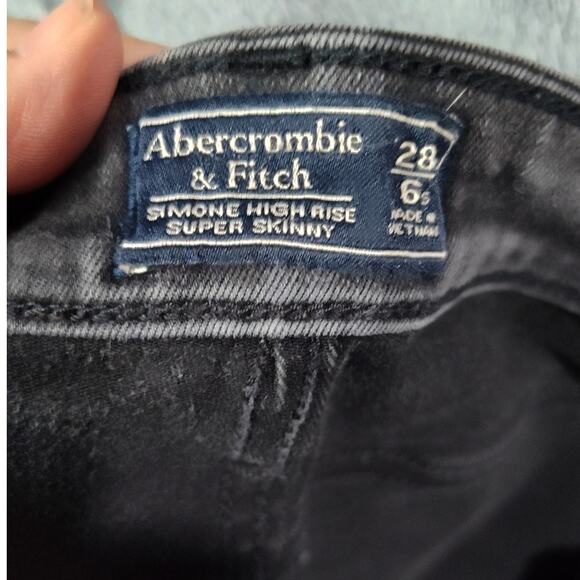 Abercrombie
& Fitch
SIMONE HIGH RISE
SUPER SKINNY
28
6s
MADE IN
VIETNAM